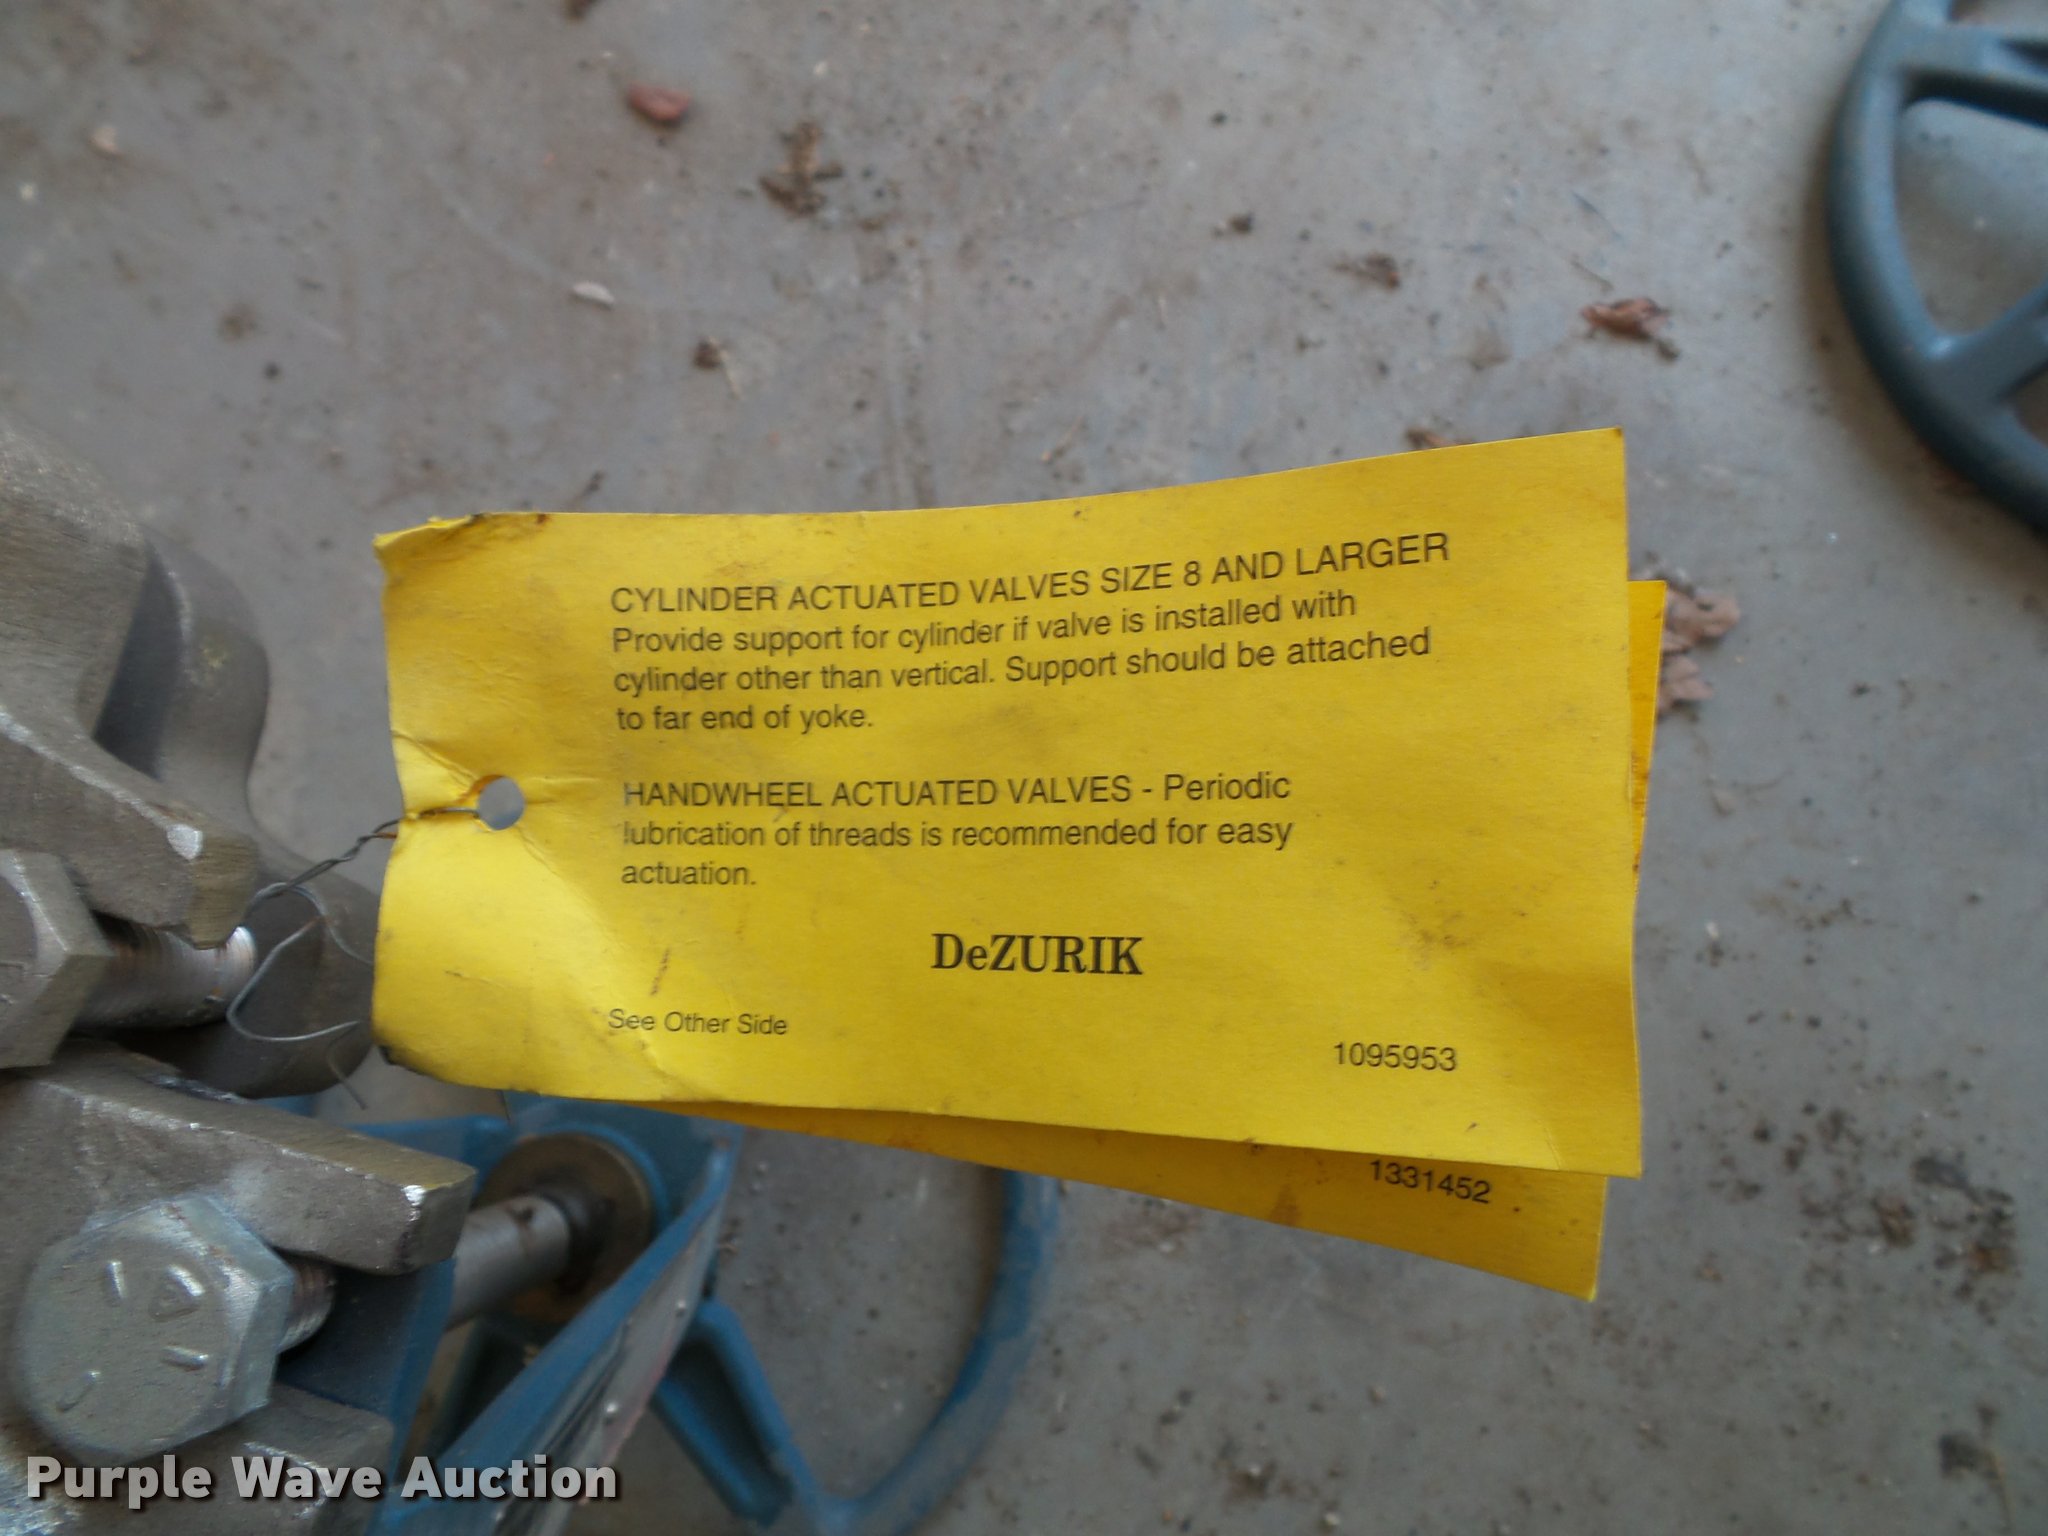 CYLINDER ACTUATED VALVES SIZE 8 AND LARGER
Provide support for cylinder if valve is installed with
cylinder other than vertical. Support should be attached
to far end of yoke.
HANDWHEEL ACTUATED VALVES - Periodic
lubrication of threads is recommended for easy
actuation.
DeZURIK
See Other Side
1095953
1331452
Purple Wave Auction